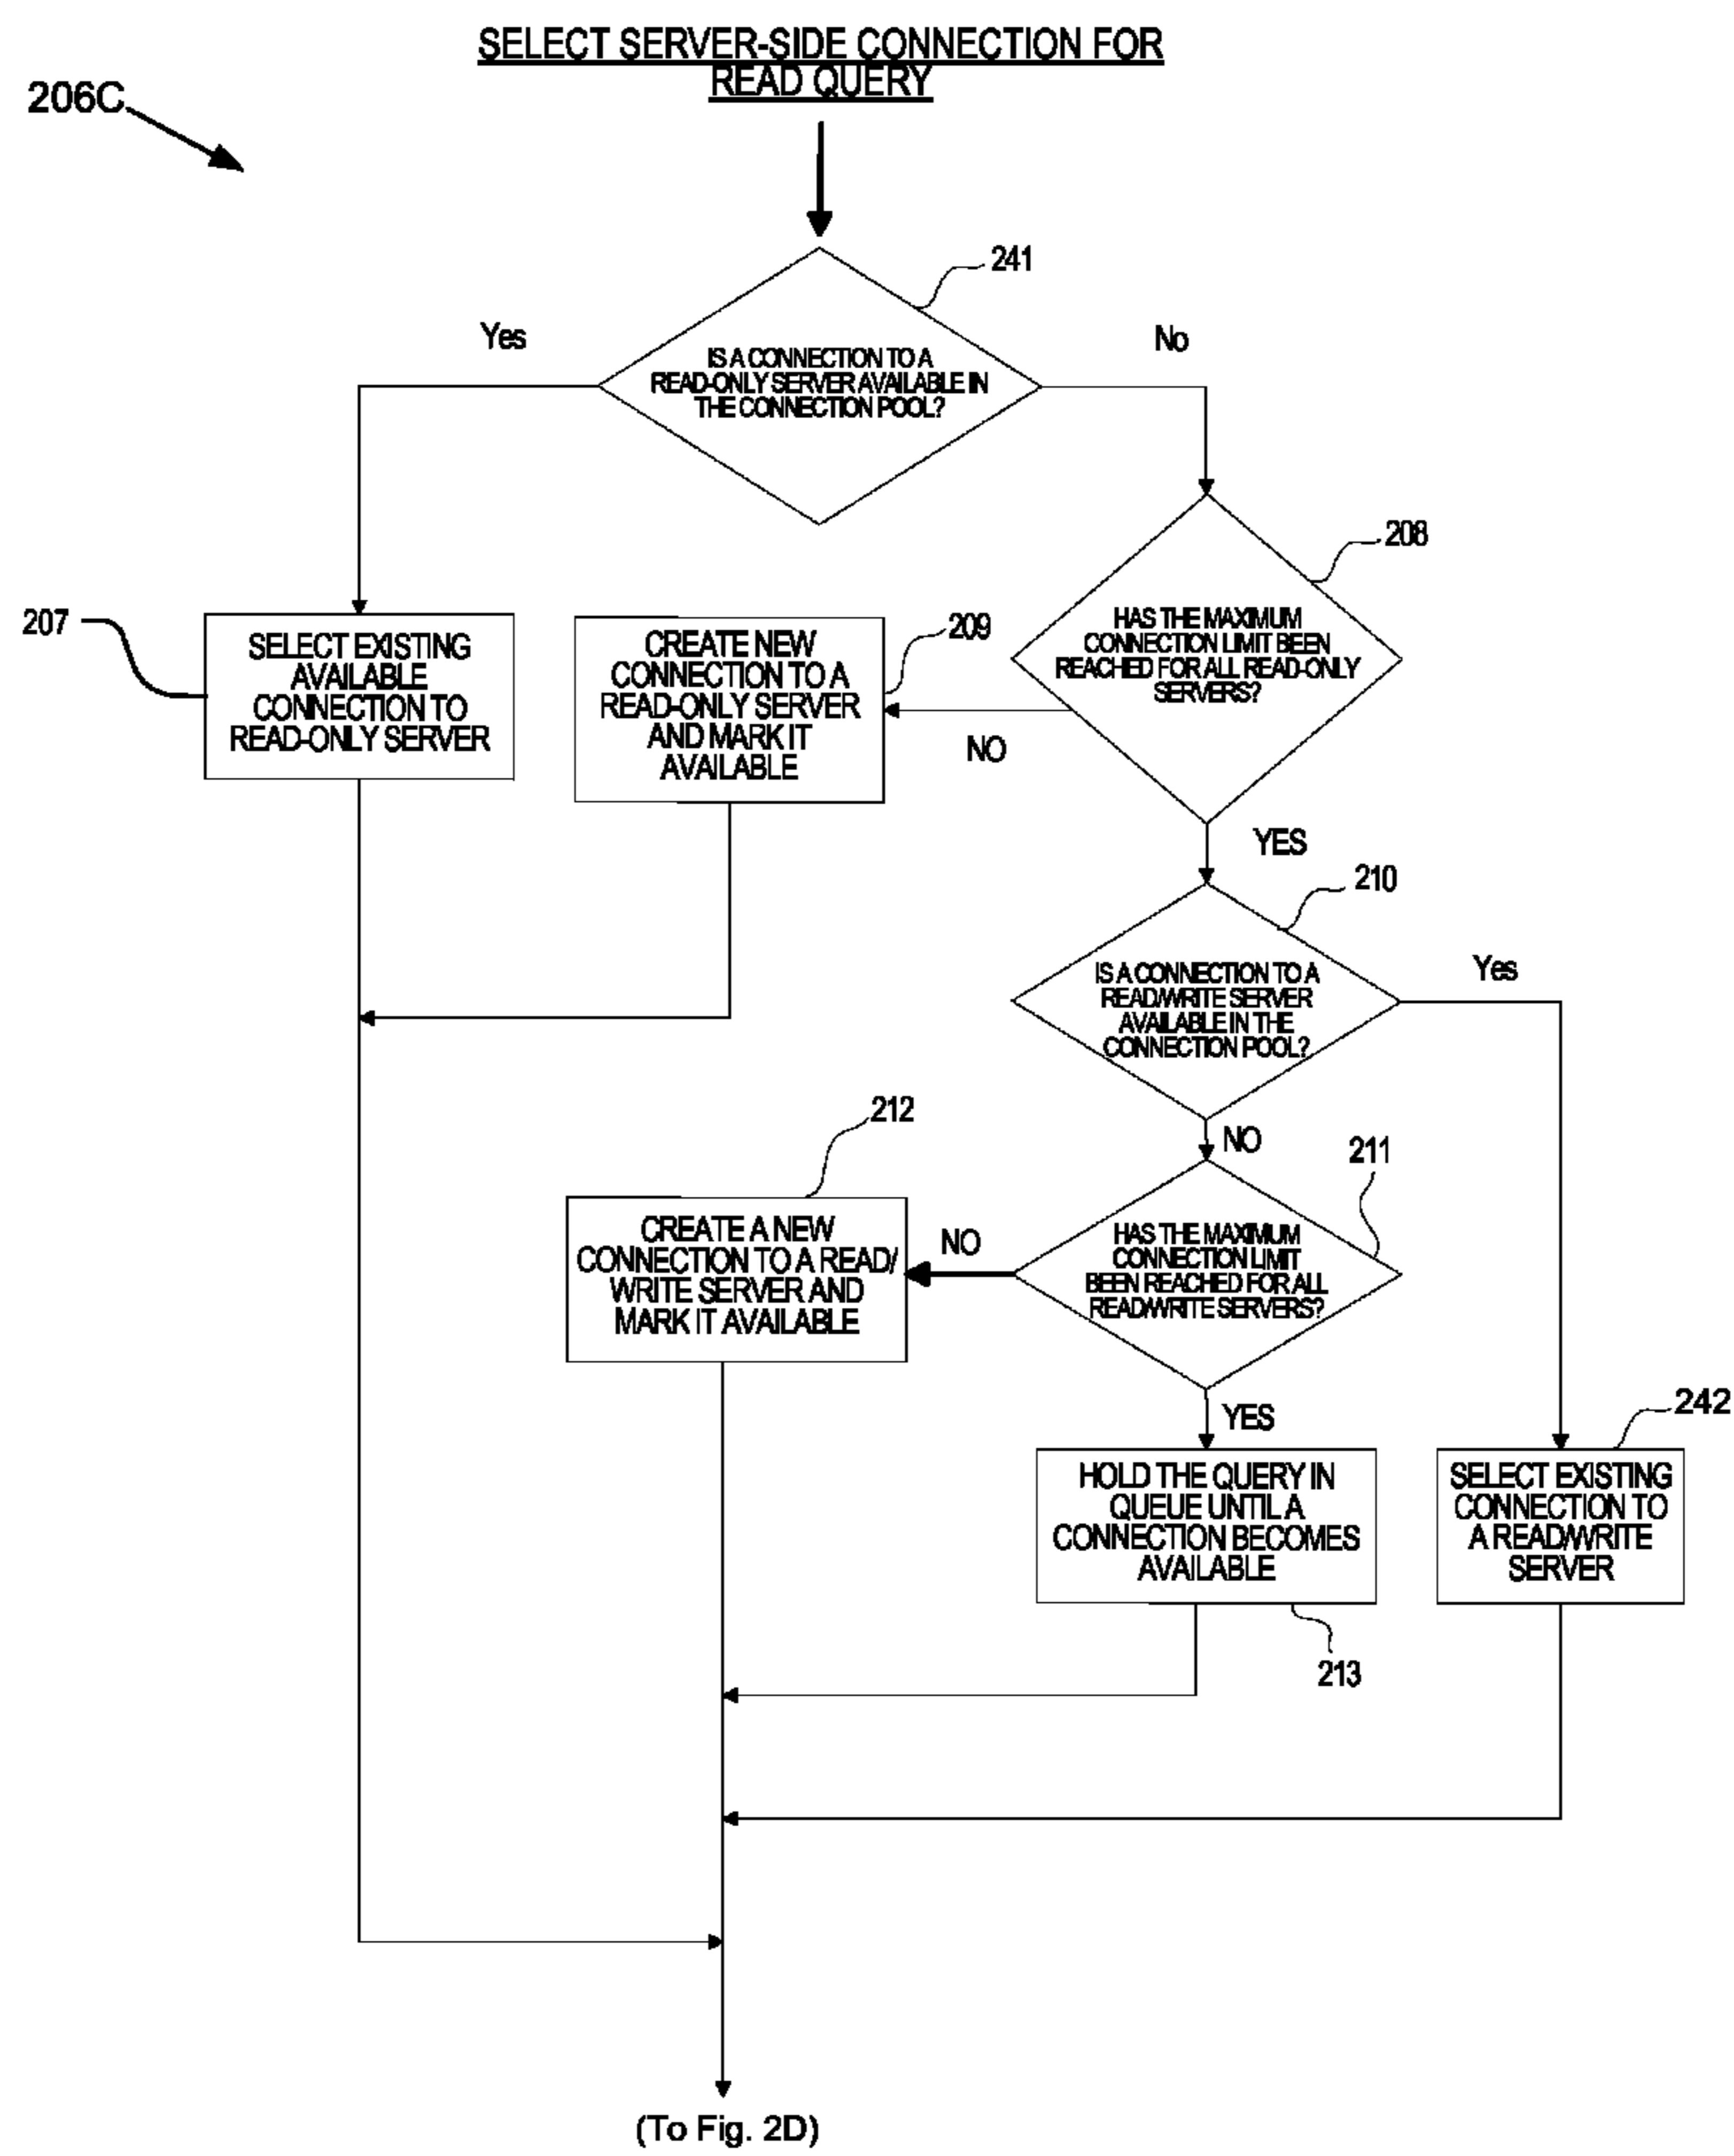 SELECT SERVER-SIDE CONNECTION FOR
READ QUERY
206C
241
Yes
No
IS A CONNECTION TO A
READ-ONLY SERVER AVAILABLE IN
THE CONNECTION POOL?
208
207
SELECT EXISTING
AVAILABLE
CONNECTION TO
READ-ONLY SERVER
CREATE NEW
CONNECTION TO A
READ-ONLY SERVER
AND MARK IT
AVAILABLE
209
HAS THE MAXIMUM
CONNECTION LIMIT BEEN
REACHED FOR ALL READ-ONLY
SERVERS?
NO
YES
210
IS A CONNECTION TO A
READ/WRITE SERVER
AVAILABLE IN THE
CONNECTION POOL?
Yes
NO
212
211
CREATE A NEW
CONNECTION TO A READ/
WRITE SERVER AND
MARK IT AVAILABLE
NO
HAS THE MAXIMUM
CONNECTION LIMIT
BEEN REACHED FOR ALL
READ/WRITE SERVERS?
YES
242
HOLD THE QUERY IN
QUEUE UNTIL A
CONNECTION BECOMES
AVAILABLE
SELECT EXISTING
CONNECTION TO
A READ/WRITE
SERVER
213
(To Fig. 2D)